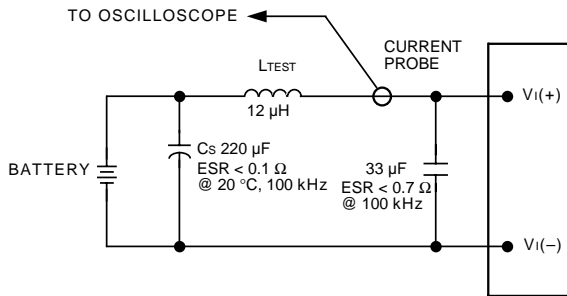 TO OSCILLOSCOPE
CURRENT
PROBE
LTEST
12 µH
VI(+)
CS 220 µF
ESR < 0.1 Ω
@ 20 °C, 100 kHz
33 µF
ESR < 0.7 Ω
@ 100 kHz
BATTERY
VI(–)